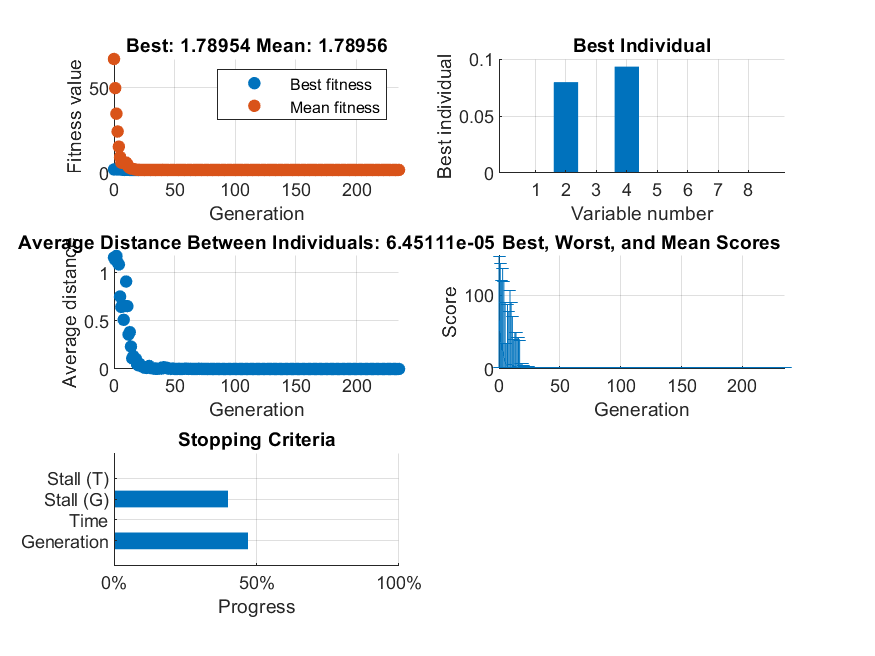 Best: 1.78954 Mean: 1.78956
Fitness value
50
0
Best fitness
Mean fitness
0 50 100 150 200
Generation
Best Individual
Best individual
0.1
0.05
0
1 2 3 4 5 6 7 8
Variable number
Average Distance Between Individuals: 6.45111e-05
Average distance
1
0.5
0
0 50 100 150 200
Generation
Best, Worst, and Mean Scores
Score
100
0
0 50 100 150 200
Generation
Stopping Criteria
Stall (T)
Stall (G)
Time
Generation
0% 50% 100%
Progress